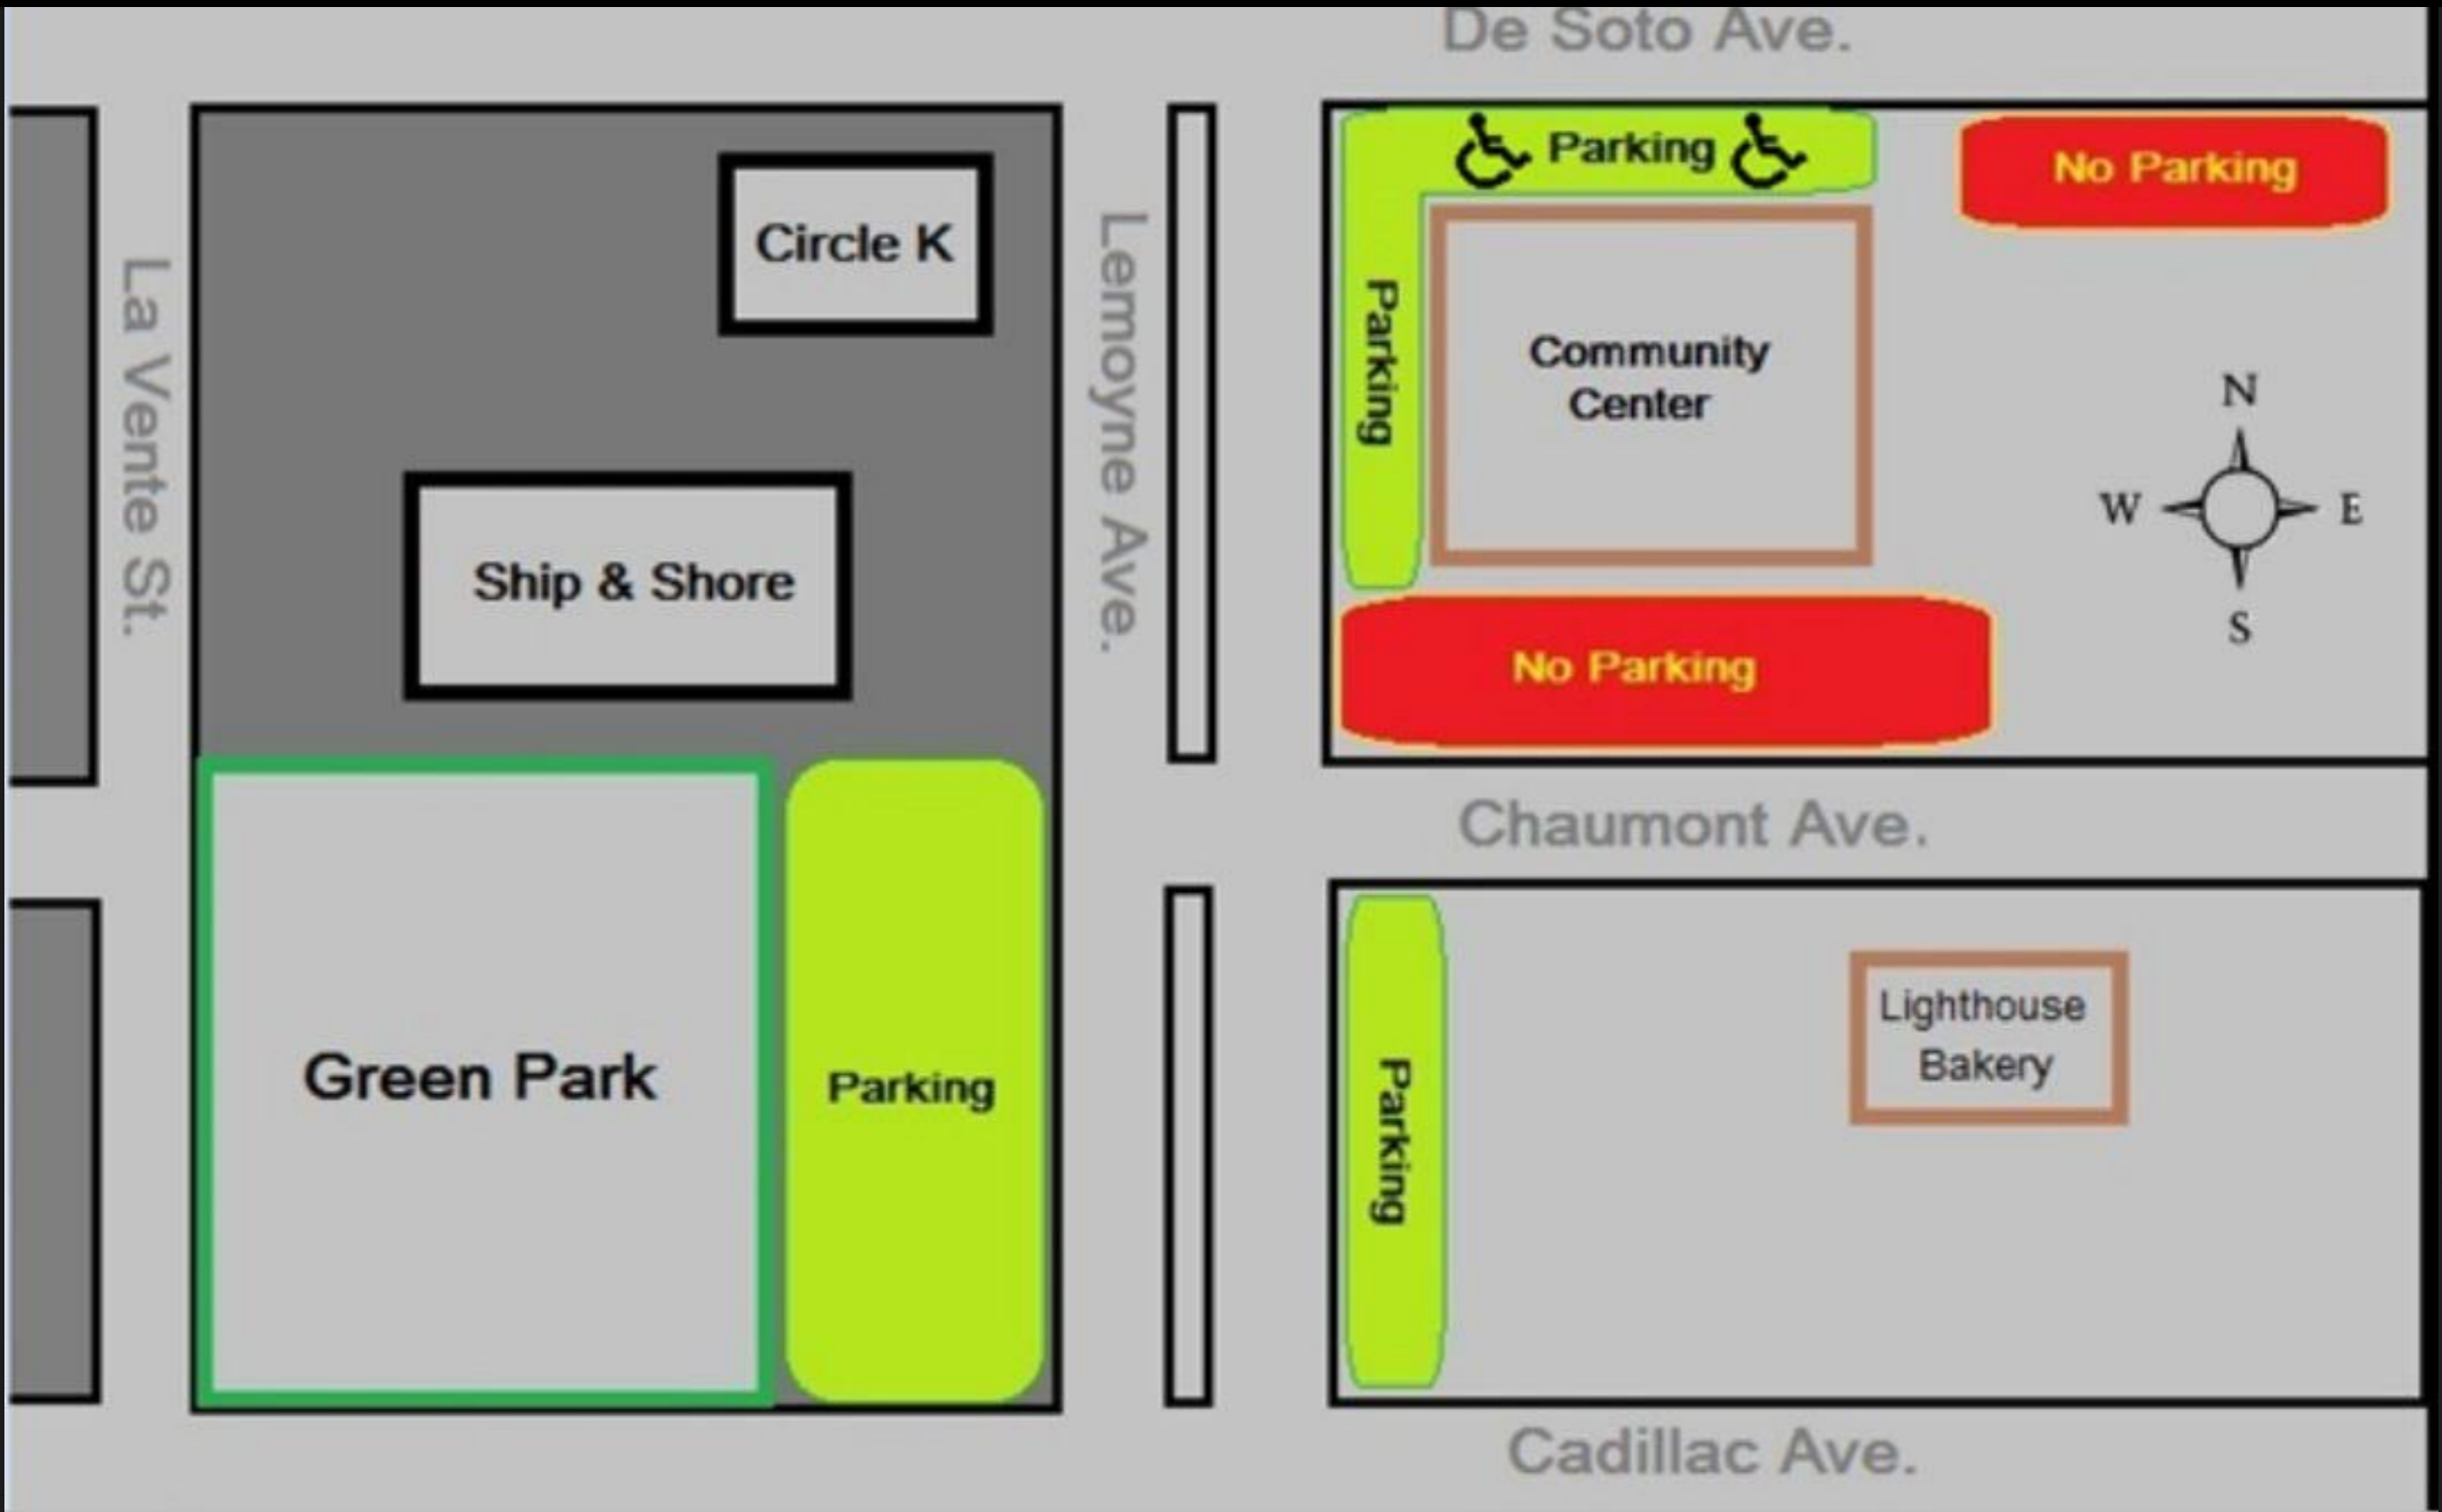 De Soto Ave.
Parking
No Parking
Circle K
La Vente St.
Lemoyne Ave.
Parking
Community
Center
N
W
E
S
Ship & Shore
No Parking
Chaumont Ave.
Green Park
Parking
Parking
Lighthouse
Bakery
Cadillac Ave.